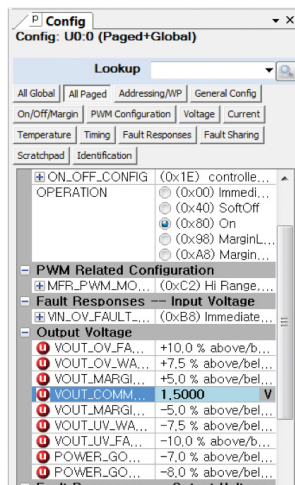 P Config
Config: U0:0 (Paged+Global)
Lookup
All Global All Paged Addressing/WP General Config
On/Off/Margin PWM Configuration Voltage Current
Temperature Timing Fault Responses Fault Sharing
Scratchpad Identification
ON_OFF_CONFIG (0x1E) controlle...
OPERATION (0x00) Immedi...
(0x40) SoftOff
(0x80) On
(0x98) MarginL...
(0xA8) Margin...
PWM Related Configuration
MFR_PWM_MO... (0xC2) Hi Range,...
Fault Responses -- Input Voltage
VIN_OV_FAULT_... (0xB8) Immediate...
Output Voltage
u VOUT_OV_FA... +10,0 % above/b...
u VOUT_OV_WA... +7,5 % above/bel...
u VOUT_MARGI... +5,0 % above/bel...
u VOUT_COMM... 1,5000 V
u VOUT_MARGI... -5,0 % above/bel...
u VOUT_UV_WA... -7,5 % above/bel...
u VOUT_UV_FA... -10,0 % above/b...
u POWER_GO... -7,0 % above/bel...
u POWER_GO... -8,0 % above/bel...